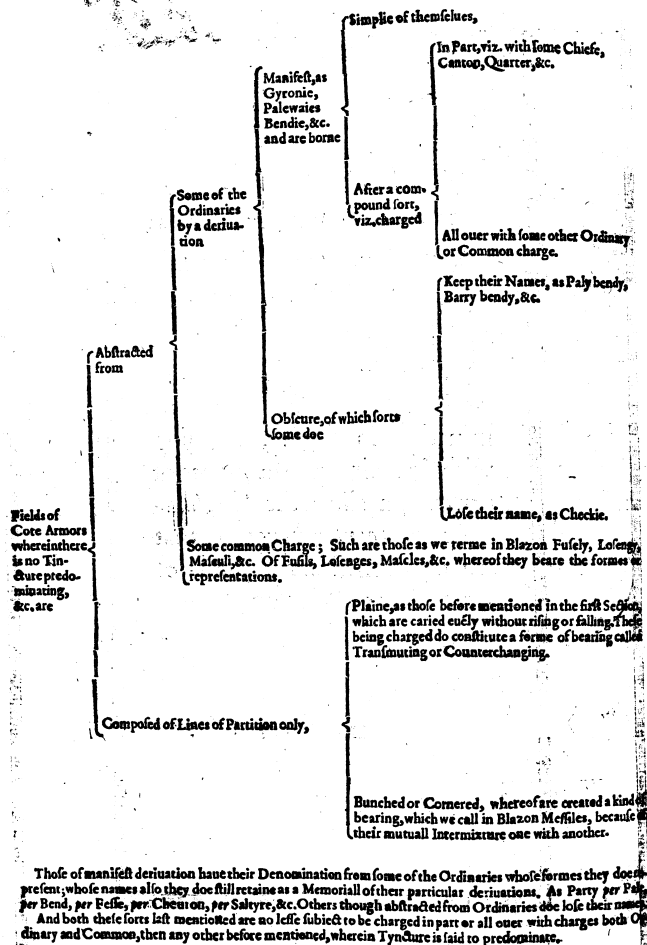 Simplie of themſelues,
In Part, viz. with ſome Chiefe,
Canton, Quarter, &c.
Manifeſt, as
Gyronie,
Palewaies
Bendie, &c.
and are borne
After a com-
pound ſort,
viz. charged
All ouer with ſome other Ordinary
or Common charge.
Some of the
Ordinaries
by a deriua-
tion
Keep their Names, as Paly bendy,
Barry bendy, &c.
Obſcure, of which ſorts
ſome doe
Loſe their name, as Checkie.
Abſtracted
from
Some common Charge; Such are thoſe as we terme in Blazon Fuſely, Loſengy,
Maſculi, &c. Of Fuſils, Loſenges, Maſcles, &c. whereof they beare the formes or
repreſentations.
Fields of
Cote Armors
wherein there
is no Tin-
cture predo-
minating,
&c. are
Plaine, as thoſe before mentioned in the firſt Section,
which are caried euẽly without riſing or falling. Theſe
being charged do conſtitute a forme of bearing called
Tranſmuting or Counterchanging.
Compoſed of Lines of Partition only,
Bunched or Cornered, whereof are created a kind of
bearing, which we call in Blazon Meſſiles, becauſe of
their mutuall Intermixture one with another.
Thoſe of manifeſt deriuation haue their Denomination from ſome of the Ordinaries whoſe formes they doe
preſent; whoſe names alſo they doe ſtill retaine as a Memoriall of their particular deriuations. As Party per Pale,
per Bend, per Feſſe, per Cheuron, per Saltyre, &c. Others though abſtracted from Ordinaries doe loſe their names.
And both theſe ſorts laſt mentioned are no leſſe ſubiect to be charged in part or all ouer with charges both Or
dinary and Common, then any other before mentioned, wherein Tyncture is ſaid to predominate.